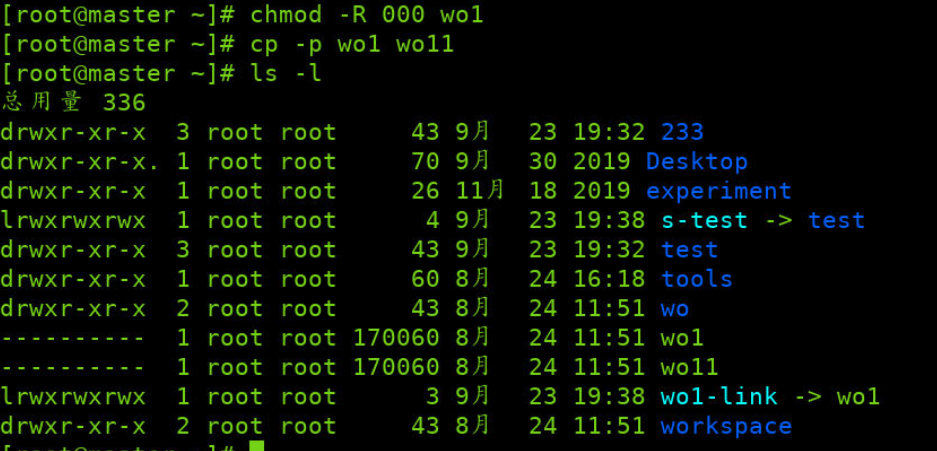 [root@master ~]# chmod -R 000 wo1
[root@master ~]# cp -p wo1 wo11
[root@master ~]# ls -l
总用量 336
drwxr-xr-x  3 root root     43 9月   23 19:32 233
drwxr-xr-x. 1 root root     70 9月   30 2019 Desktop
drwxr-xr-x  1 root root     26 11月  18 2019 experiment
lrwxrwxrwx  1 root root      4 9月   23 19:38 s-test -> test
drwxr-xr-x  3 root root     43 9月   23 19:32 test
drwxr-xr-x  1 root root     60 8月   24 16:18 tools
drwxr-xr-x  2 root root     43 8月   24 11:51 wo
----------  1 root root 170060 8月   24 11:51 wo1
----------  1 root root 170060 8月   24 11:51 wo11
lrwxrwxrwx  1 root root      3 9月   23 19:38 wo1-link -> wo1
drwxr-xr-x  2 root root     43 8月   24 11:51 workspace
[root@master ~]#